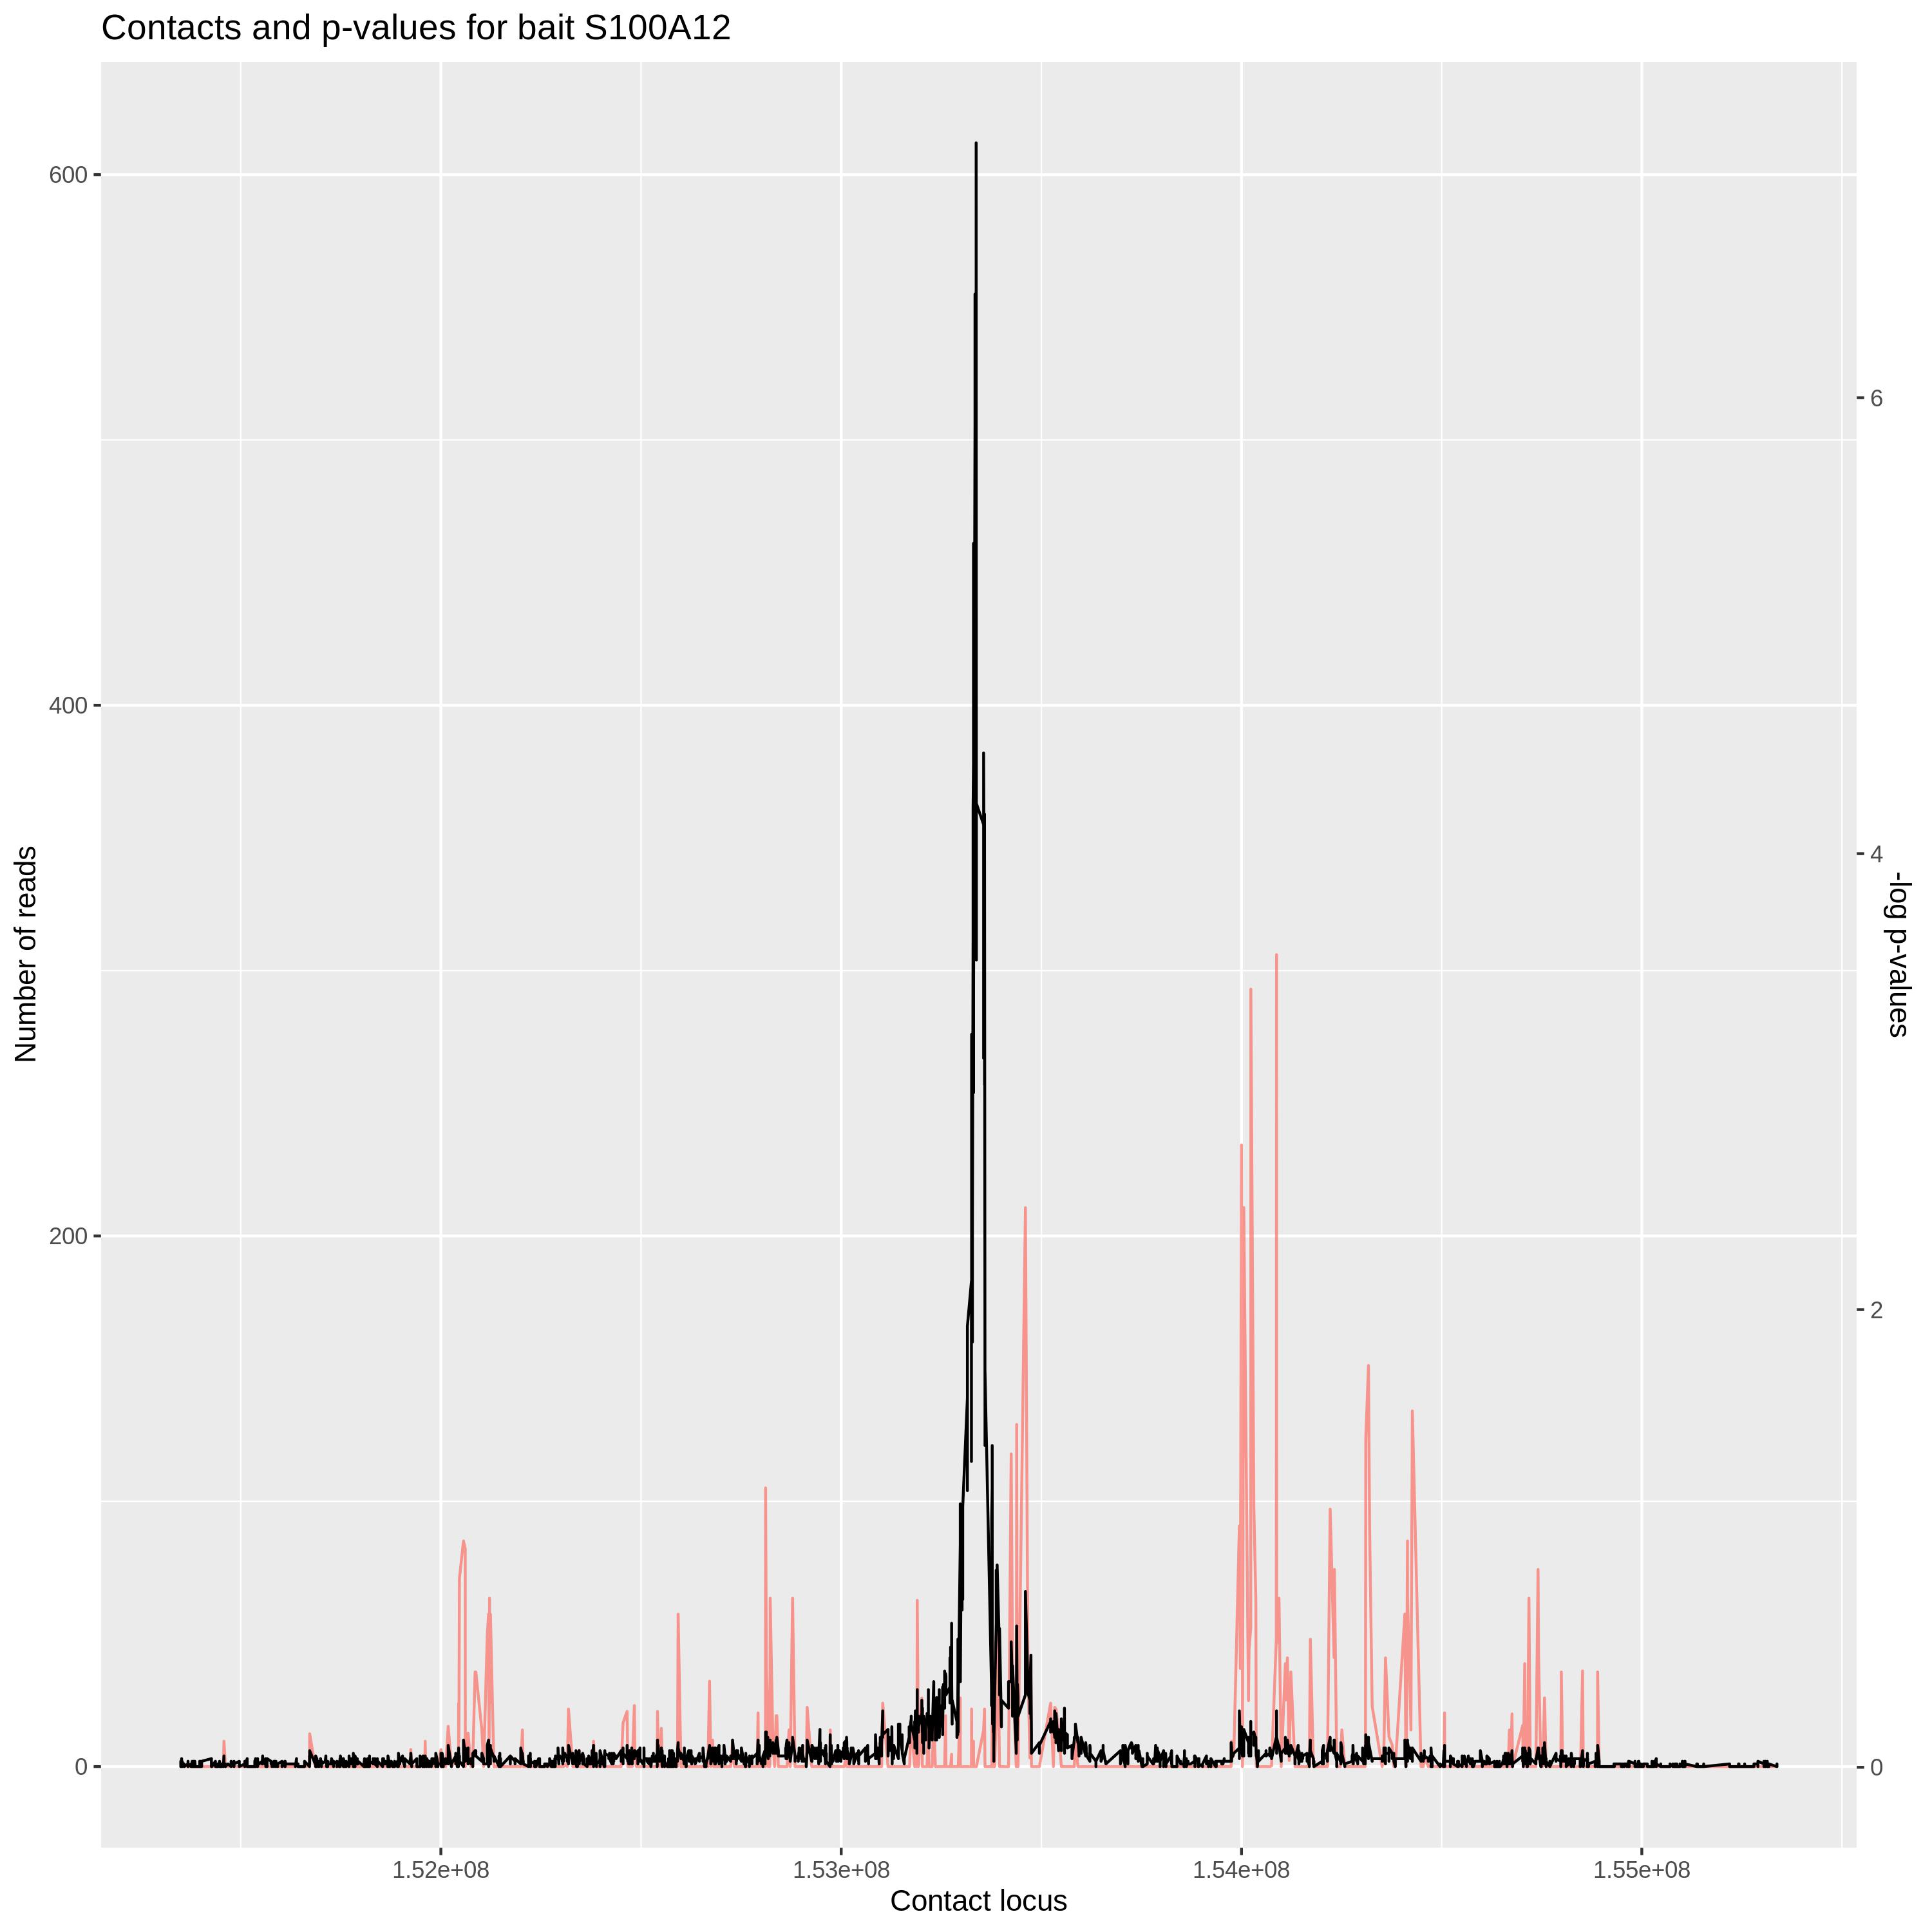 Contacts and p-values for bait S100A12
600
400
200
0
Number of reads
6
4
2
0
-log p-values
1.52e+08
1.53e+08
1.54e+08
1.55e+08
Contact locus